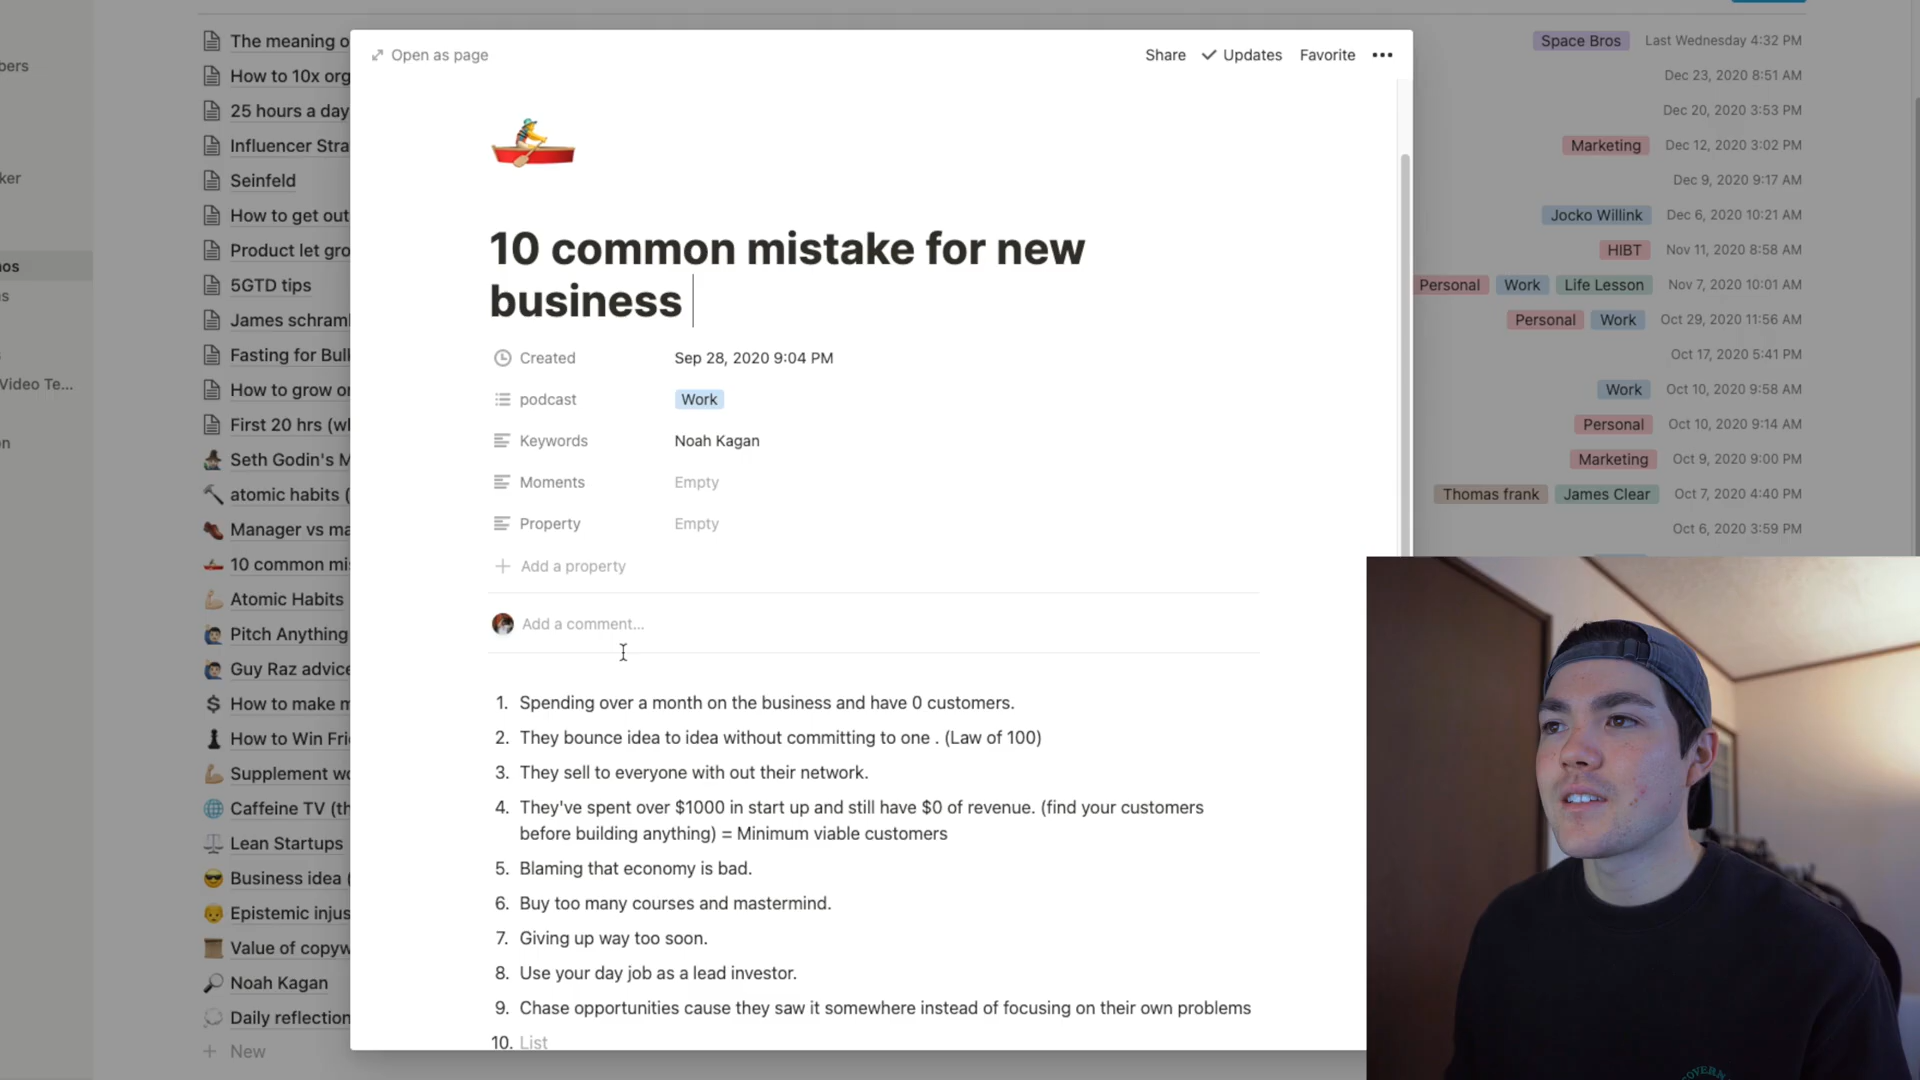 Open as page
Share
Updates
Favorite
10 common mistake for new
business
Created
Sep 28, 2020 9:04 PM
podcast
Work
Keywords
Noah Kagan
Moments
Empty
Property
Empty
Add a property
Add a comment...
1. Spending over a month on the business and have 0 customers.
2. They bounce idea to idea without committing to one . (Law of 100)
3. They sell to everyone with out their network.
4. They've spent over $1000 in start up and still have $0 of revenue. (find your customers
before building anything) = Minimum viable customers
5. Blaming that economy is bad.
6. Buy too many courses and mastermind.
7. Giving up way too soon.
8. Use your day job as a lead investor.
9. Chase opportunities cause they saw it somewhere instead of focusing on their own problems
10. List
bers
ker
nos
s
Video Te...
on
The meaning o
How to 10x org
25 hours a day
Influencer Stra
Seinfeld
How to get out
Product let gro
5GTD tips
James schraml
Fasting for Bulk
How to grow or
First 20 hrs (wl
Seth Godin's M
atomic habits (
Manager vs ma
10 common mi
Atomic Habits
Pitch Anything
Guy Raz advice
How to make m
How to Win Frie
Supplement wo
Caffeine TV (th
Lean Startups
Business idea (
Epistemic injus
Value of copyw
Noah Kagan
Daily reflection
New
Space Bros Last Wednesday 4:32 PM
Dec 23, 2020 8:51 AM
Dec 20, 2020 3:53 PM
Marketing Dec 12, 2020 3:02 PM
Dec 9, 2020 9:17 AM
Jocko Willink Dec 6, 2020 10:21 AM
HIBT Nov 11, 2020 8:58 AM
Personal Work Life Lesson Nov 7, 2020 10:01 AM
Personal Work Oct 29, 2020 11:56 AM
Oct 17, 2020 5:41 PM
Work Oct 10, 2020 9:58 AM
Personal Oct 10, 2020 9:14 AM
Marketing Oct 9, 2020 9:00 PM
Thomas frank James Clear Oct 7, 2020 4:40 PM
Oct 6, 2020 3:59 PM